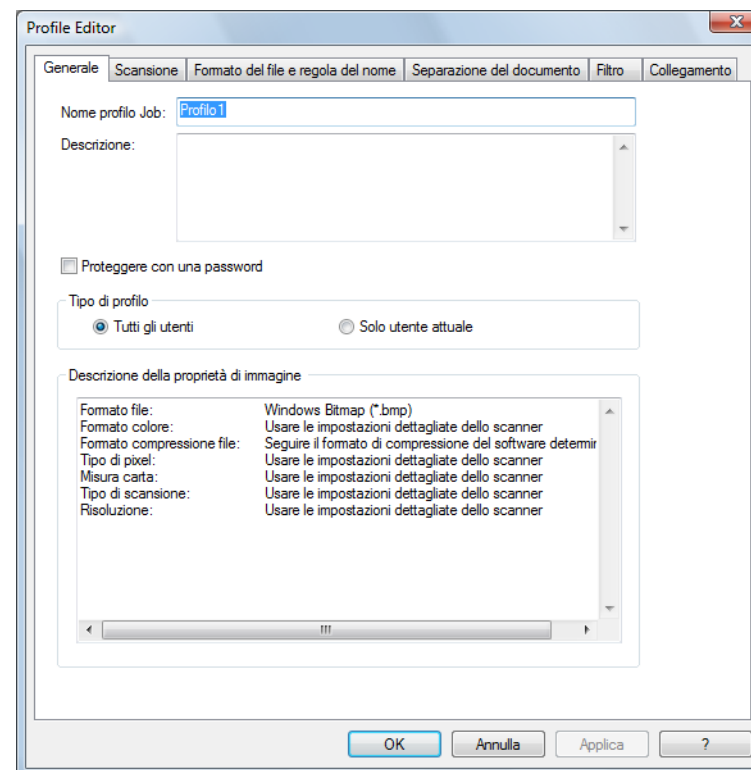 Profile Editor
Generale Scansione Formato del file e regola del nome Separazione del documento Filtro Collegamento
Nome profilo Job: Profilo1
Descrizione:
Proteggere con una password
Tipo di profilo
Tutti gli utenti Solo utente attuale
Descrizione della proprietà di immagine
Formato file: Windows Bitmap (*.bmp)
Formato colore: Usare le impostazioni dettagliate dello scanner
Formato compressione file: Seguire il formato di compressione del software determir
Tipo di pixel: Usare le impostazioni dettagliate dello scanner
Misura carta: Usare le impostazioni dettagliate dello scanner
Tipo di scansione: Usare le impostazioni dettagliate dello scanner
Risoluzione: Usare le impostazioni dettagliate dello scanner
OK Annulla Applica ?